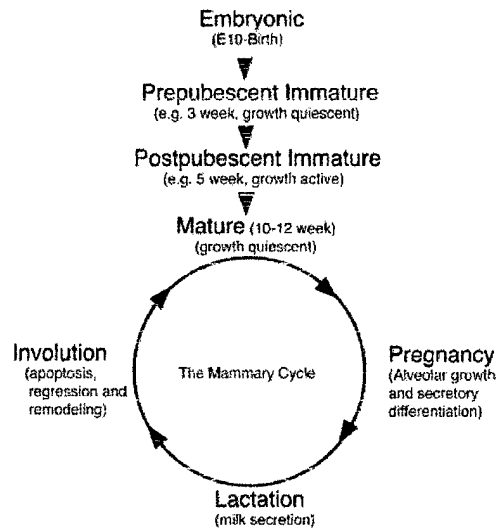 Embryonic
(E10-Birth)
Prepubescent Immature
(e.g. 3 week, growth quiescent)
Postpubescent Immature
(e.g. 5 week, growth active)
Mature (10-12 week)
(growth quiescent)
Involution
(apoptosis,
regression and
remodeling)
The Mammary Cycle
Pregnancy
(Alveolar growth
and secretory
differentiation)
Lactation
(milk secretion)